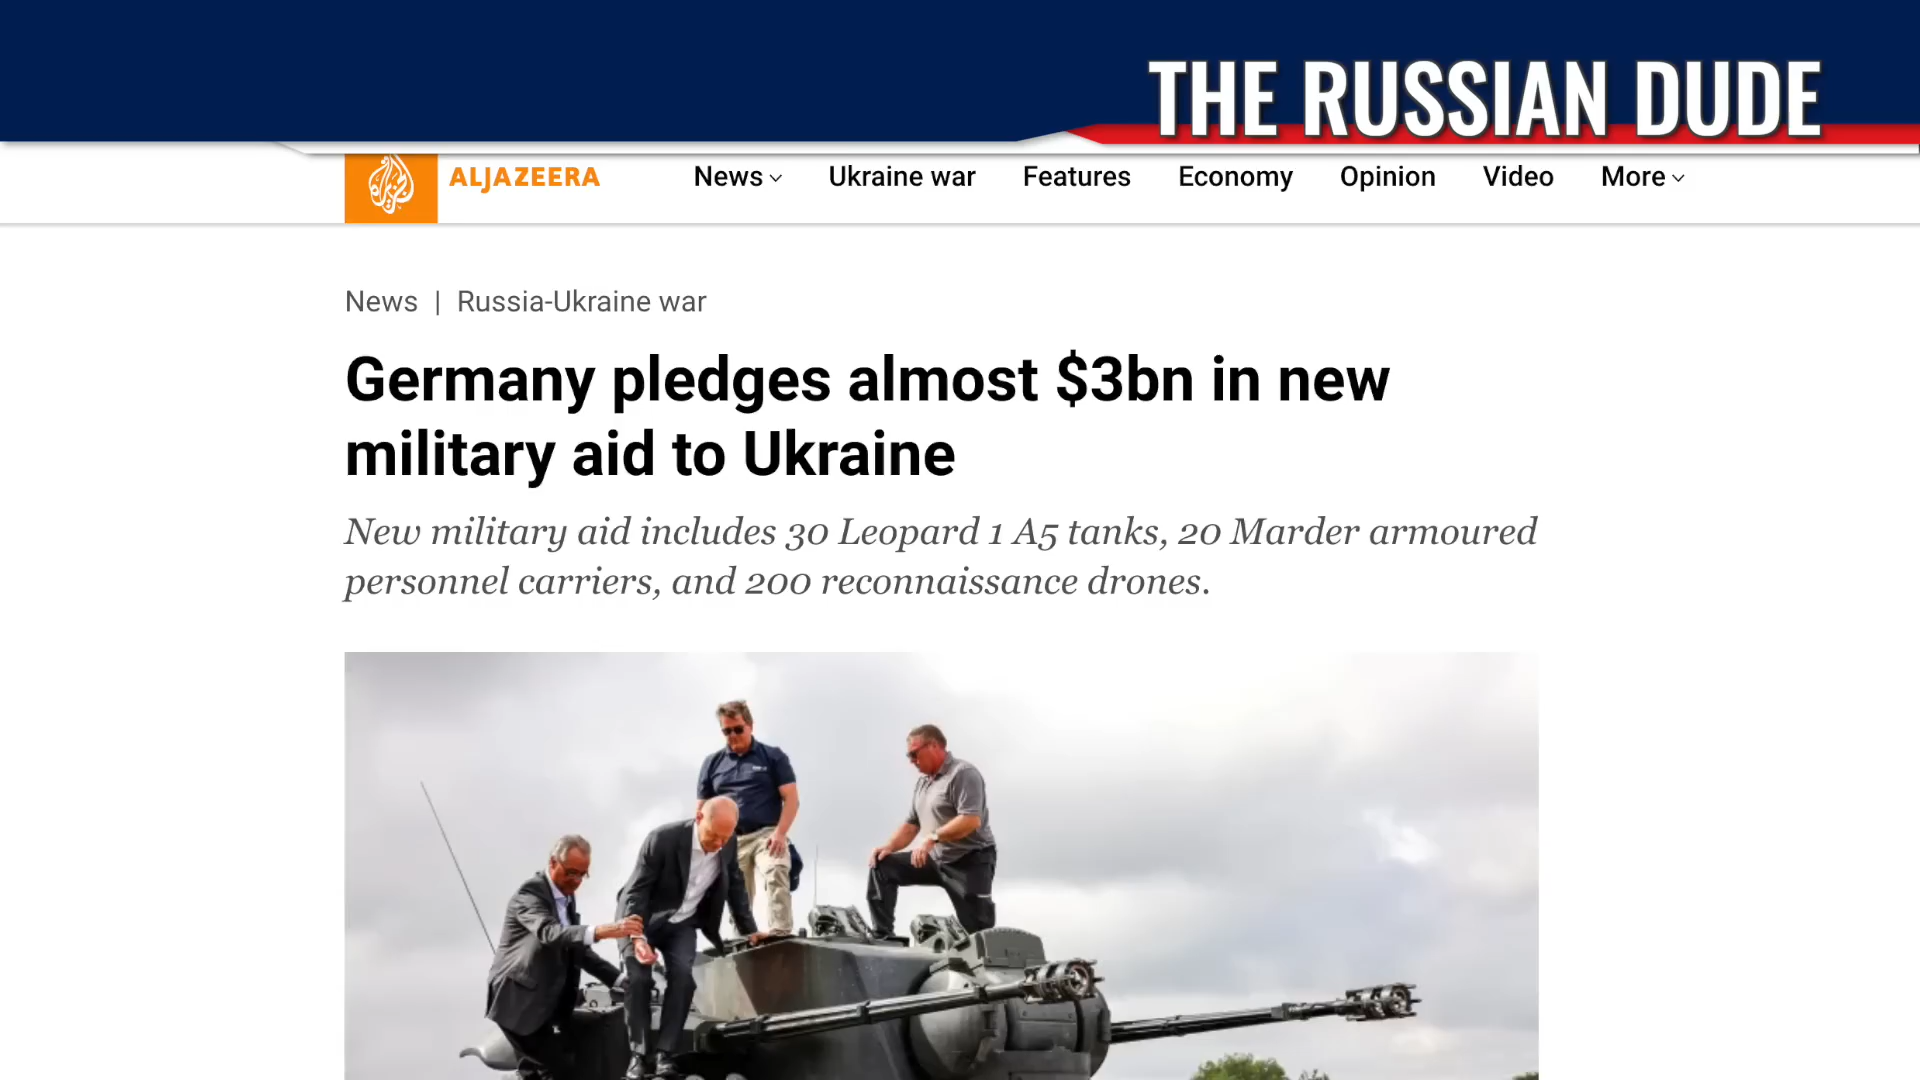 THE RUSSIAN DUDE
ALJAZEERA News Ukraine war Features Economy Opinion Video More
News | Russia-Ukraine war
Germany pledges almost $3bn in new
military aid to Ukraine
New military aid includes 30 Leopard 1 A5 tanks, 20 Marder armoured
personnel carriers, and 200 reconnaissance drones.